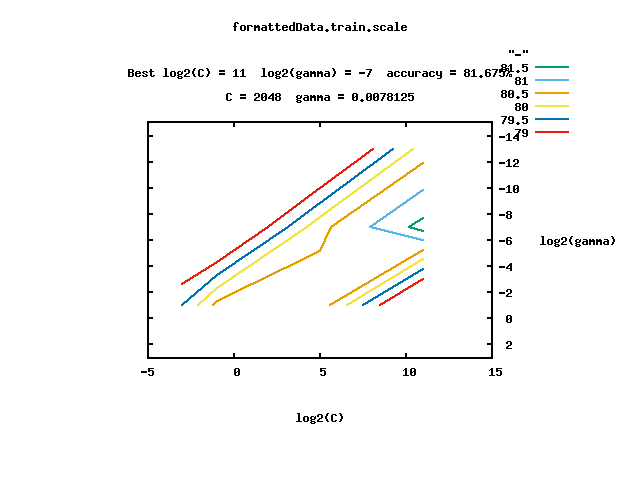 formattedData.train.scale
"-"
Best log2(C) = 11 log2(gamma) = -7 accuracy = 81.675%
C = 2048 gamma = 0.0078125
81.5
81
80.5
80
79.5
79
-14
-12
-10
-8
-6
-4
-2
0
2
log2(gamma)
-5 0 5 10 15
log2(C)